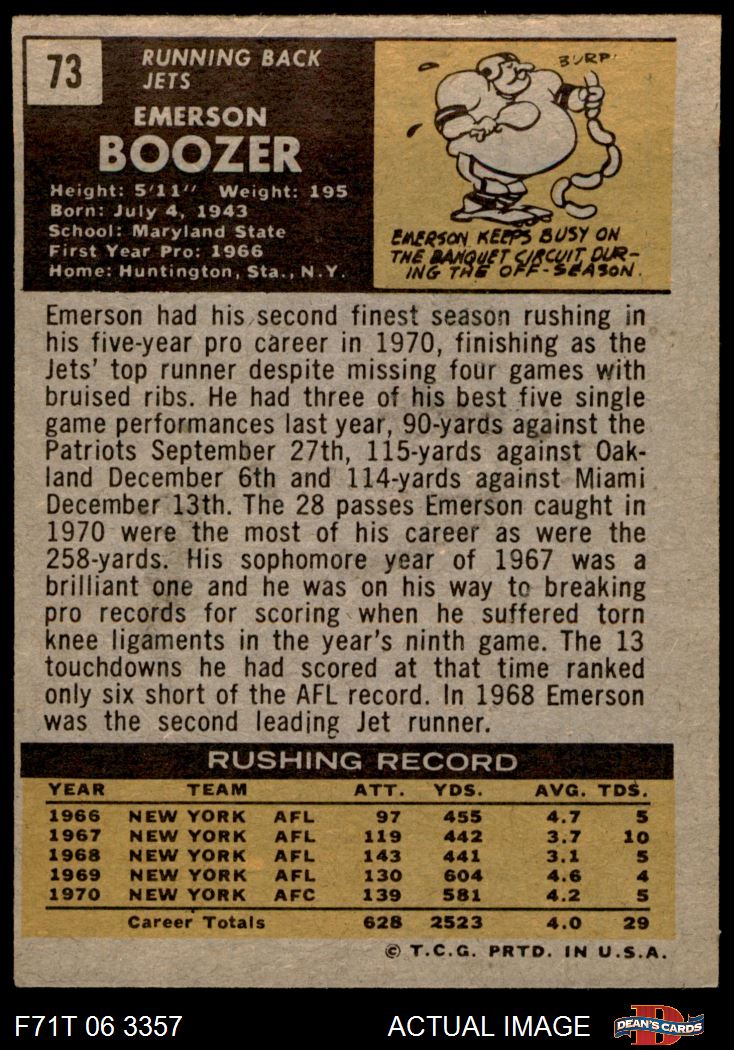 73
RUNNING BACK
JETS
EMERSON
BOOZER
Height: 5'11" Weight: 195
Born: July 4, 1943
School: Maryland State
First Year Pro: 1966
Home: Huntington, Sta., N.Y.
BURP!
EMERSON KEEPS BUSY ON
THE BANQUET CIRCUIT DUR-
ING THE OFF-SEASON.
Emerson had his second finest season rushing in
his five-year pro career in 1970, finishing as the
Jets' top runner despite missing four games with
bruised ribs. He had three of his best five single
game performances last year, 90-yards against the
Patriots September 27th, 115-yards against Oak-
land December 6th and 114-yards against Miami
December 13th. The 28 passes Emerson caught in
1970 were the most of his career as were the
258-yards. His sophomore year of 1967 was a
brilliant one and he was on his way to breaking
pro records for scoring when he suffered torn
knee ligaments in the year's ninth game. The 13
touchdowns he had scored at that time ranked
only six short of the AFL record. In 1968 Emerson
was the second leading Jet runner.
RUSHING RECORD
YEAR TEAM ATT. YDS. AVG. TDS.
1966 NEW YORK AFL 97 455 4.7 5
1967 NEW YORK AFL 119 442 3.7 10
1968 NEW YORK AFL 143 441 3.1 5
1969 NEW YORK AFL 130 604 4.6 4
1970 NEW YORK AFC 139 581 4.2 5
Career Totals 628 2523 4.0 29
© T.C.G. PRTD. IN U.S.A.
F71T 06 3357 ACTUAL IMAGE D DEAN'S CARDS